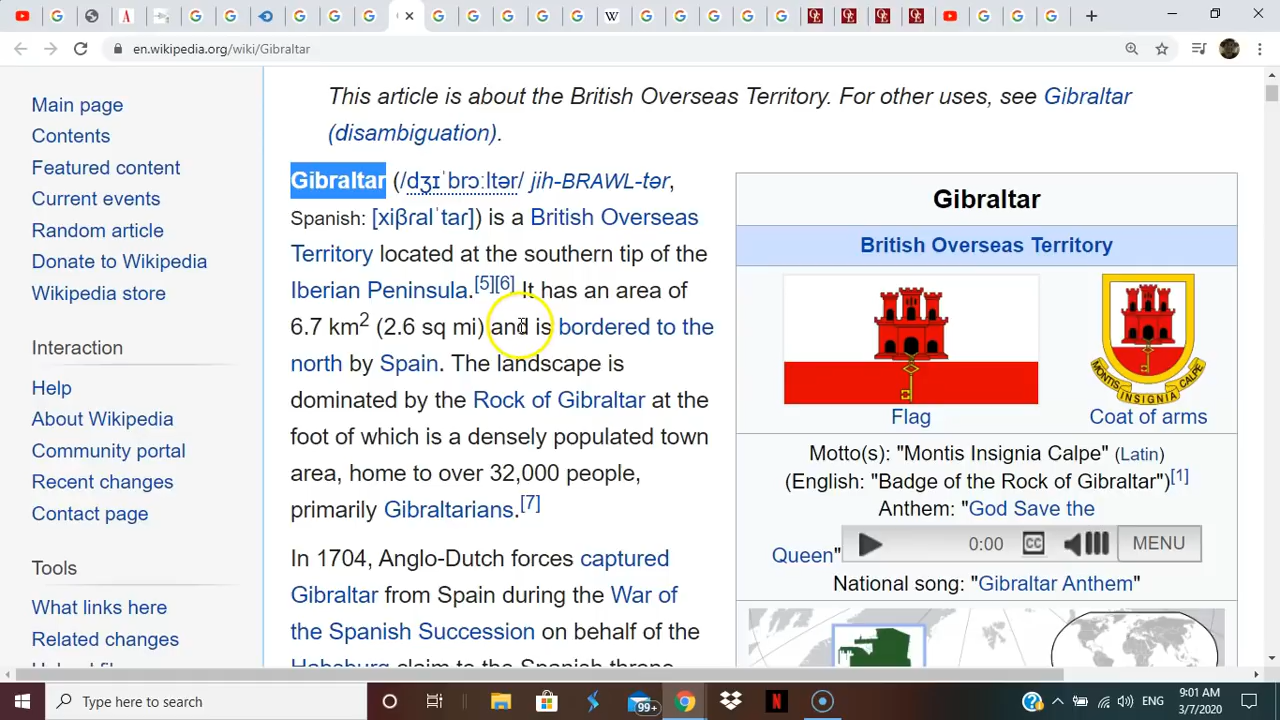 en.wikipedia.org/wiki/Gibraltar
Main page
Contents
Featured content
Current events
Random article
Donate to Wikipedia
Wikipedia store
Interaction
Help
About Wikipedia
Community portal
Recent changes
Contact page
Tools
What links here
Related changes
This article is about the British Overseas Territory. For other uses, see Gibraltar
(disambiguation).
Gibraltar (/dʒɪˈbrɔːltər/ jih-BRAWL-tər,
Spanish: [xiβɾalˈtaɾ]) is a British Overseas
Territory located at the southern tip of the
Iberian Peninsula.[5][6] It has an area of
6.7 km2 (2.6 sq mi) and is bordered to the
north by Spain. The landscape is
dominated by the Rock of Gibraltar at the
foot of which is a densely populated town
area, home to over 32,000 people,
primarily Gibraltarians.[7]
In 1704, Anglo-Dutch forces captured
Gibraltar from Spain during the War of
the Spanish Succession on behalf of the
Habsburg claim to the Spanish throne
Gibraltar
British Overseas Territory
MONTIS INSIGNIA CALPE
Flag
Coat of arms
Motto(s): "Montis Insignia Calpe" (Latin)
(English: "Badge of the Rock of Gibraltar")[1]
Anthem: "God Save the
Queen"
0:00
CC
MENU
National song: "Gibraltar Anthem"
Type here to search
99+
N
ENG
9:01 AM
3/7/2020